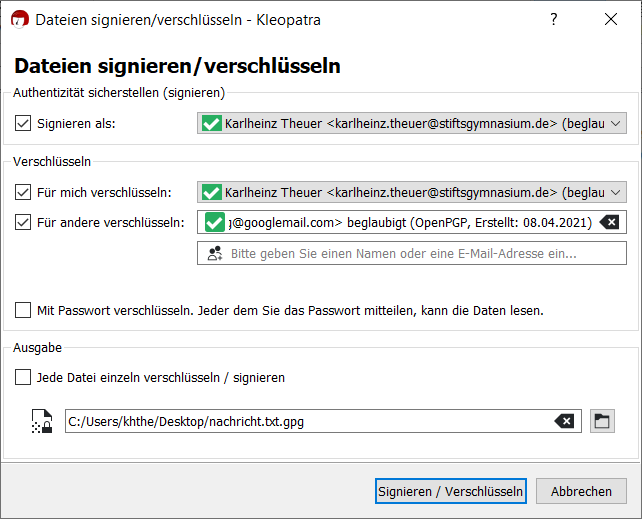 Dateien signieren/verschlüsseln - Kleopatra
Dateien signieren/verschlüsseln
Authentizität sicherstellen (signieren)
Signieren als:
Karlheinz Theuer <karlheinz.theuer@stiftsgymnasium.de> (beglau
Verschlüsseln
Für mich verschlüsseln:
Karlheinz Theuer <karlheinz.theuer@stiftsgymnasium.de> (beglau
Für andere verschlüsseln:
@googlemail.com> beglaubigt (OpenPGP, Erstellt: 08.04.2021)
Bitte geben Sie einen Namen oder eine E-Mail-Adresse ein...
Mit Passwort verschlüsseln. Jeder dem Sie das Passwort mitteilen, kann die Daten lesen.
Ausgabe
Jede Datei einzeln verschlüsseln / signieren
C:/Users/khthe/Desktop/nachricht.txt.gpg
Signieren / Verschlüsseln
Abbrechen